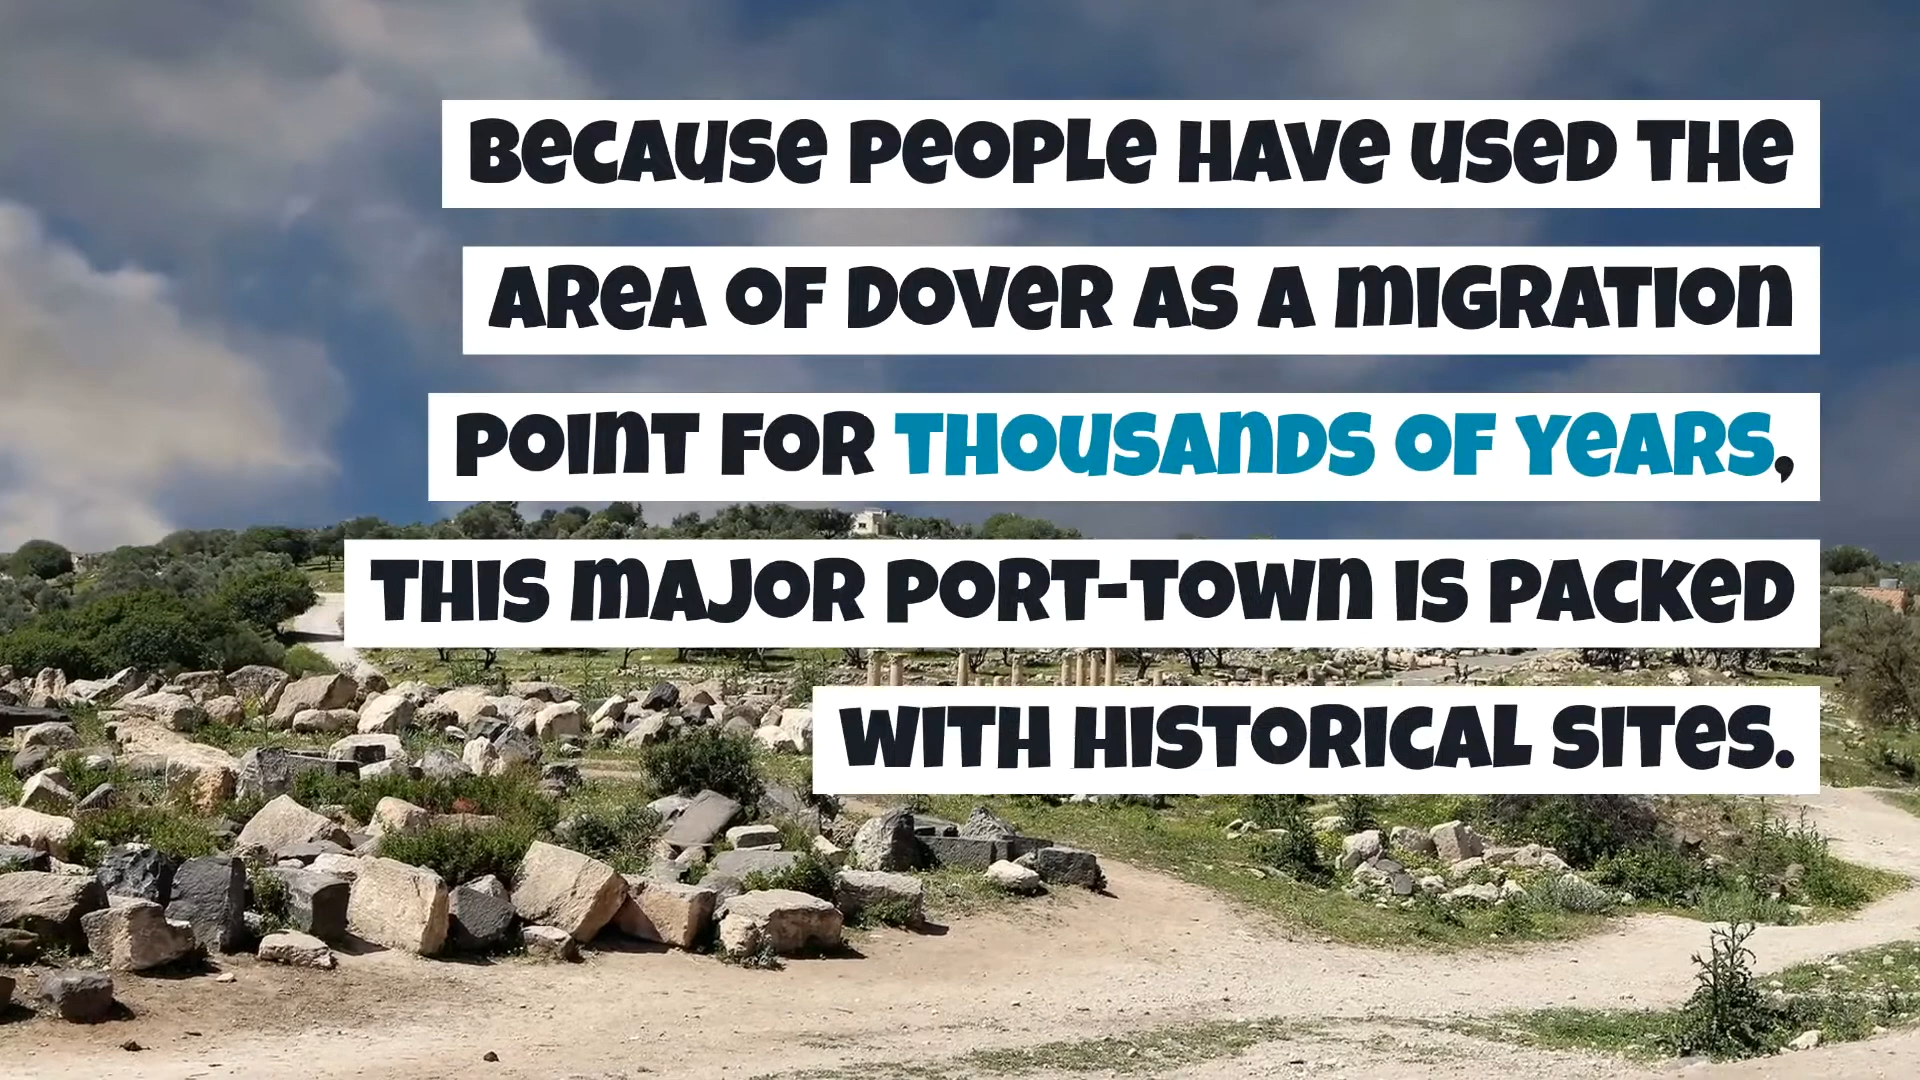 Because people have used the
area of Dover as a migration
point for thousands of years,
this major port-town is packed
with historical sites.